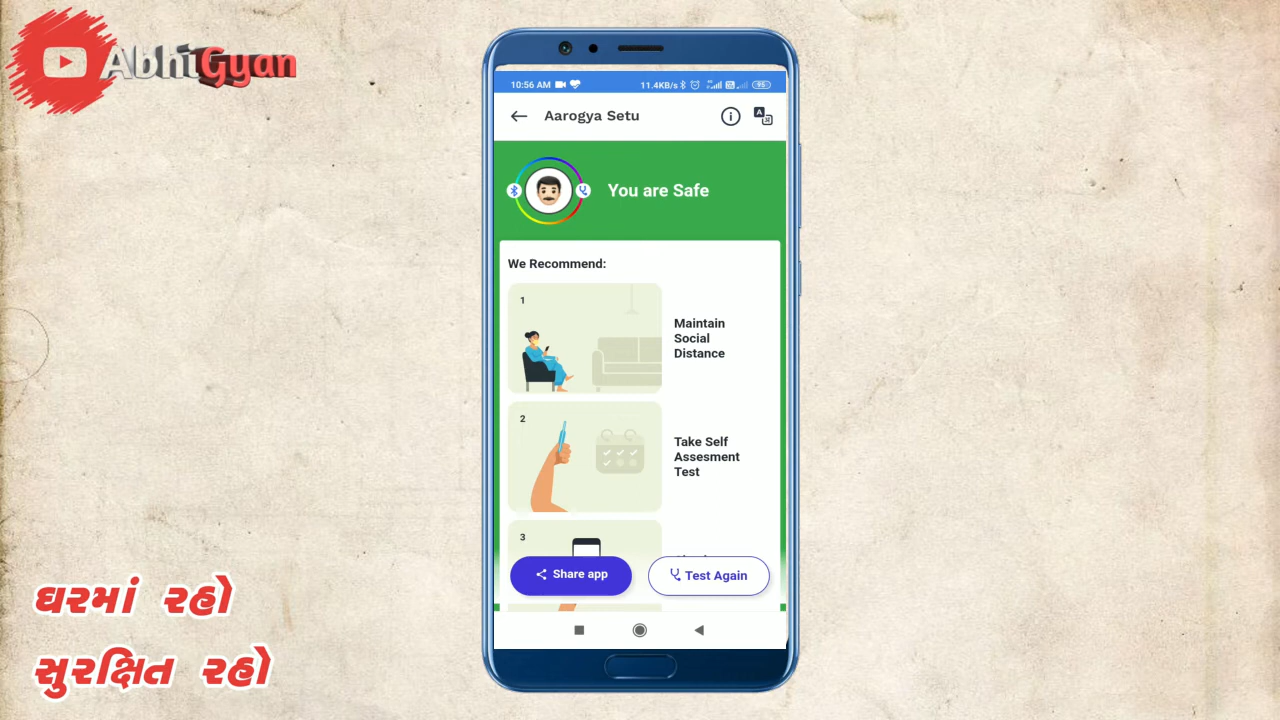 AbhiGyan
10:56 AM 11.4KB/s
Aarogya Setu
You are Safe
We Recommend:
1
Maintain
Social
Distance
2
Take Self
Assesment
Test
3
Share app
Test Again
ઘરમાં રહો
સુરક્ષિત રહો